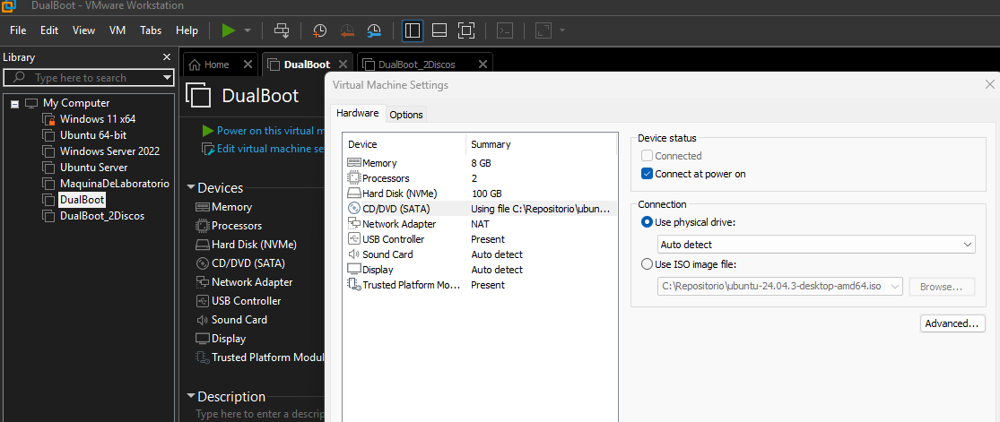 DualBoot - VMware Workstation
File Edit View VM Tabs Help
Library
Type here to search
My Computer
Windows 11 x64
Ubuntu 64-bit
Windows Server 2022
Ubuntu Server
MaquinaDeLaboratorio
DualBoot
DualBoot_2Discos
Home DualBoot DualBoot_2Discos
DualBoot
Power on this virtual m
Edit virtual machine se
Devices
Memory
Processors
Hard Disk (NVMe)
CD/DVD (SATA)
Network Adapter
USB Controller
Sound Card
Display
Trusted Platform Modul
Description
Type here to enter a descrip
Virtual Machine Settings
Hardware Options
Device Summary
Memory 8 GB
Processors 2
Hard Disk (NVMe) 100 GB
CD/DVD (SATA) Using file C:\Repositorio\ubun...
Network Adapter NAT
USB Controller Present
Sound Card Auto detect
Display Auto detect
Trusted Platform Mo... Present
Device status
Connected
Connect at power on
Connection
Use physical drive:
Auto detect
Use ISO image file:
C:\Repositorio\ubuntu-24.04.3-desktop-amd64.iso Browse...
Advanced...